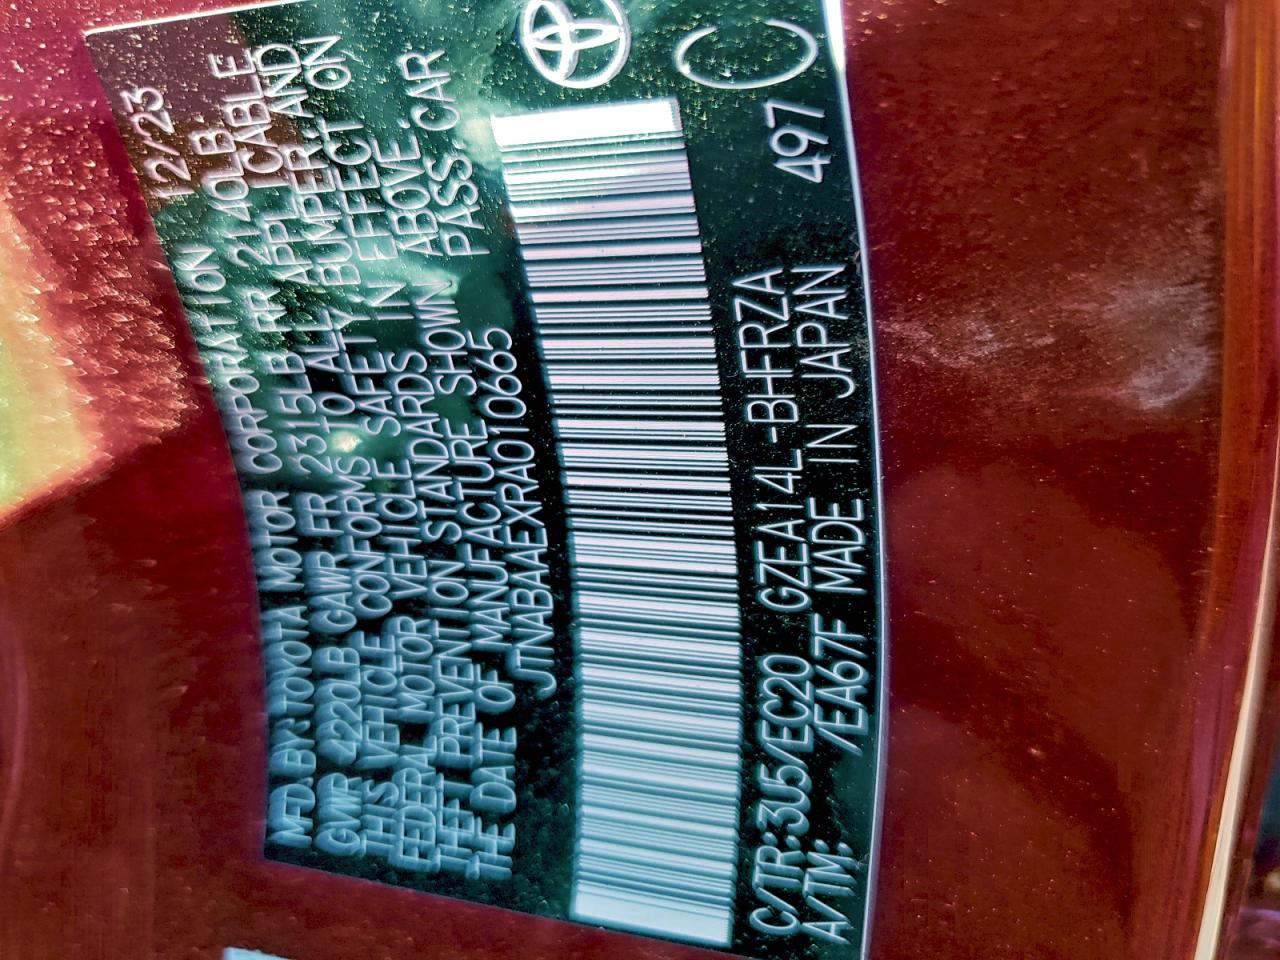 MFD. BY: TOYOTA MOTOR CORPORATION 12/23
GVWR 4220LB GAWR FR 2315LB RR 2140LB.
THIS VEHICLE CONFORMS TO ALL APPLICABLE
FEDERAL MOTOR VEHICLE SAFETY, BUMPER, AND
THEFT PREVENTION STANDARDS IN EFFECT ON
THE DATE OF MANUFACTURE SHOWN ABOVE.
JTNABAAEXRA010665 PASS. CAR
C/TR:3U5/EC20 GZEA14L-BHFRZA 497 C
A/TM: /EA67F MADE IN JAPAN